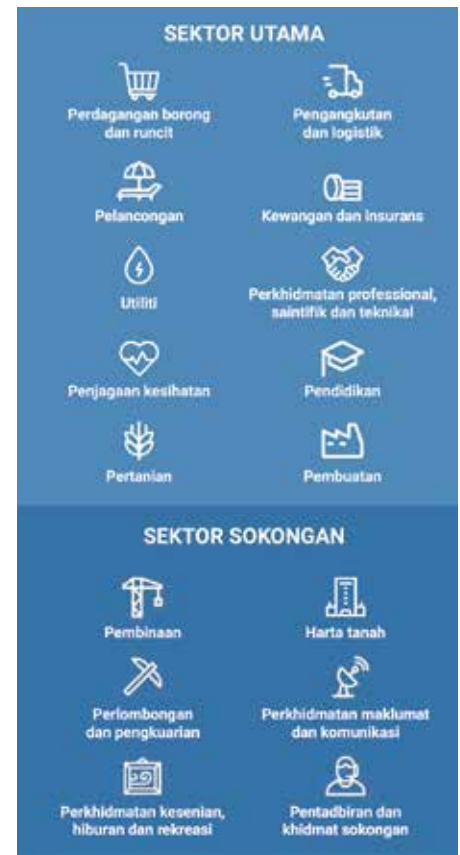 SEKTOR UTAMA
Perdagangan borong
dan runcit
Pengangkutan
dan logistik
Pelancongan
Kewangan dan insurans
Utiliti
Perkhidmatan professional,
saintifik dan teknikal
Penjagaan kesihatan
Pendidikan
Pertanian
Pembuatan
SEKTOR SOKONGAN
Pembinaan
Harta tanah
Perlombongan
dan pengkuarian
Perkhidmatan maklumat
dan komunikasi
Perkhidmatan kesenian,
hiburan dan rekreasi
Pentadbiran dan
khidmat sokongan